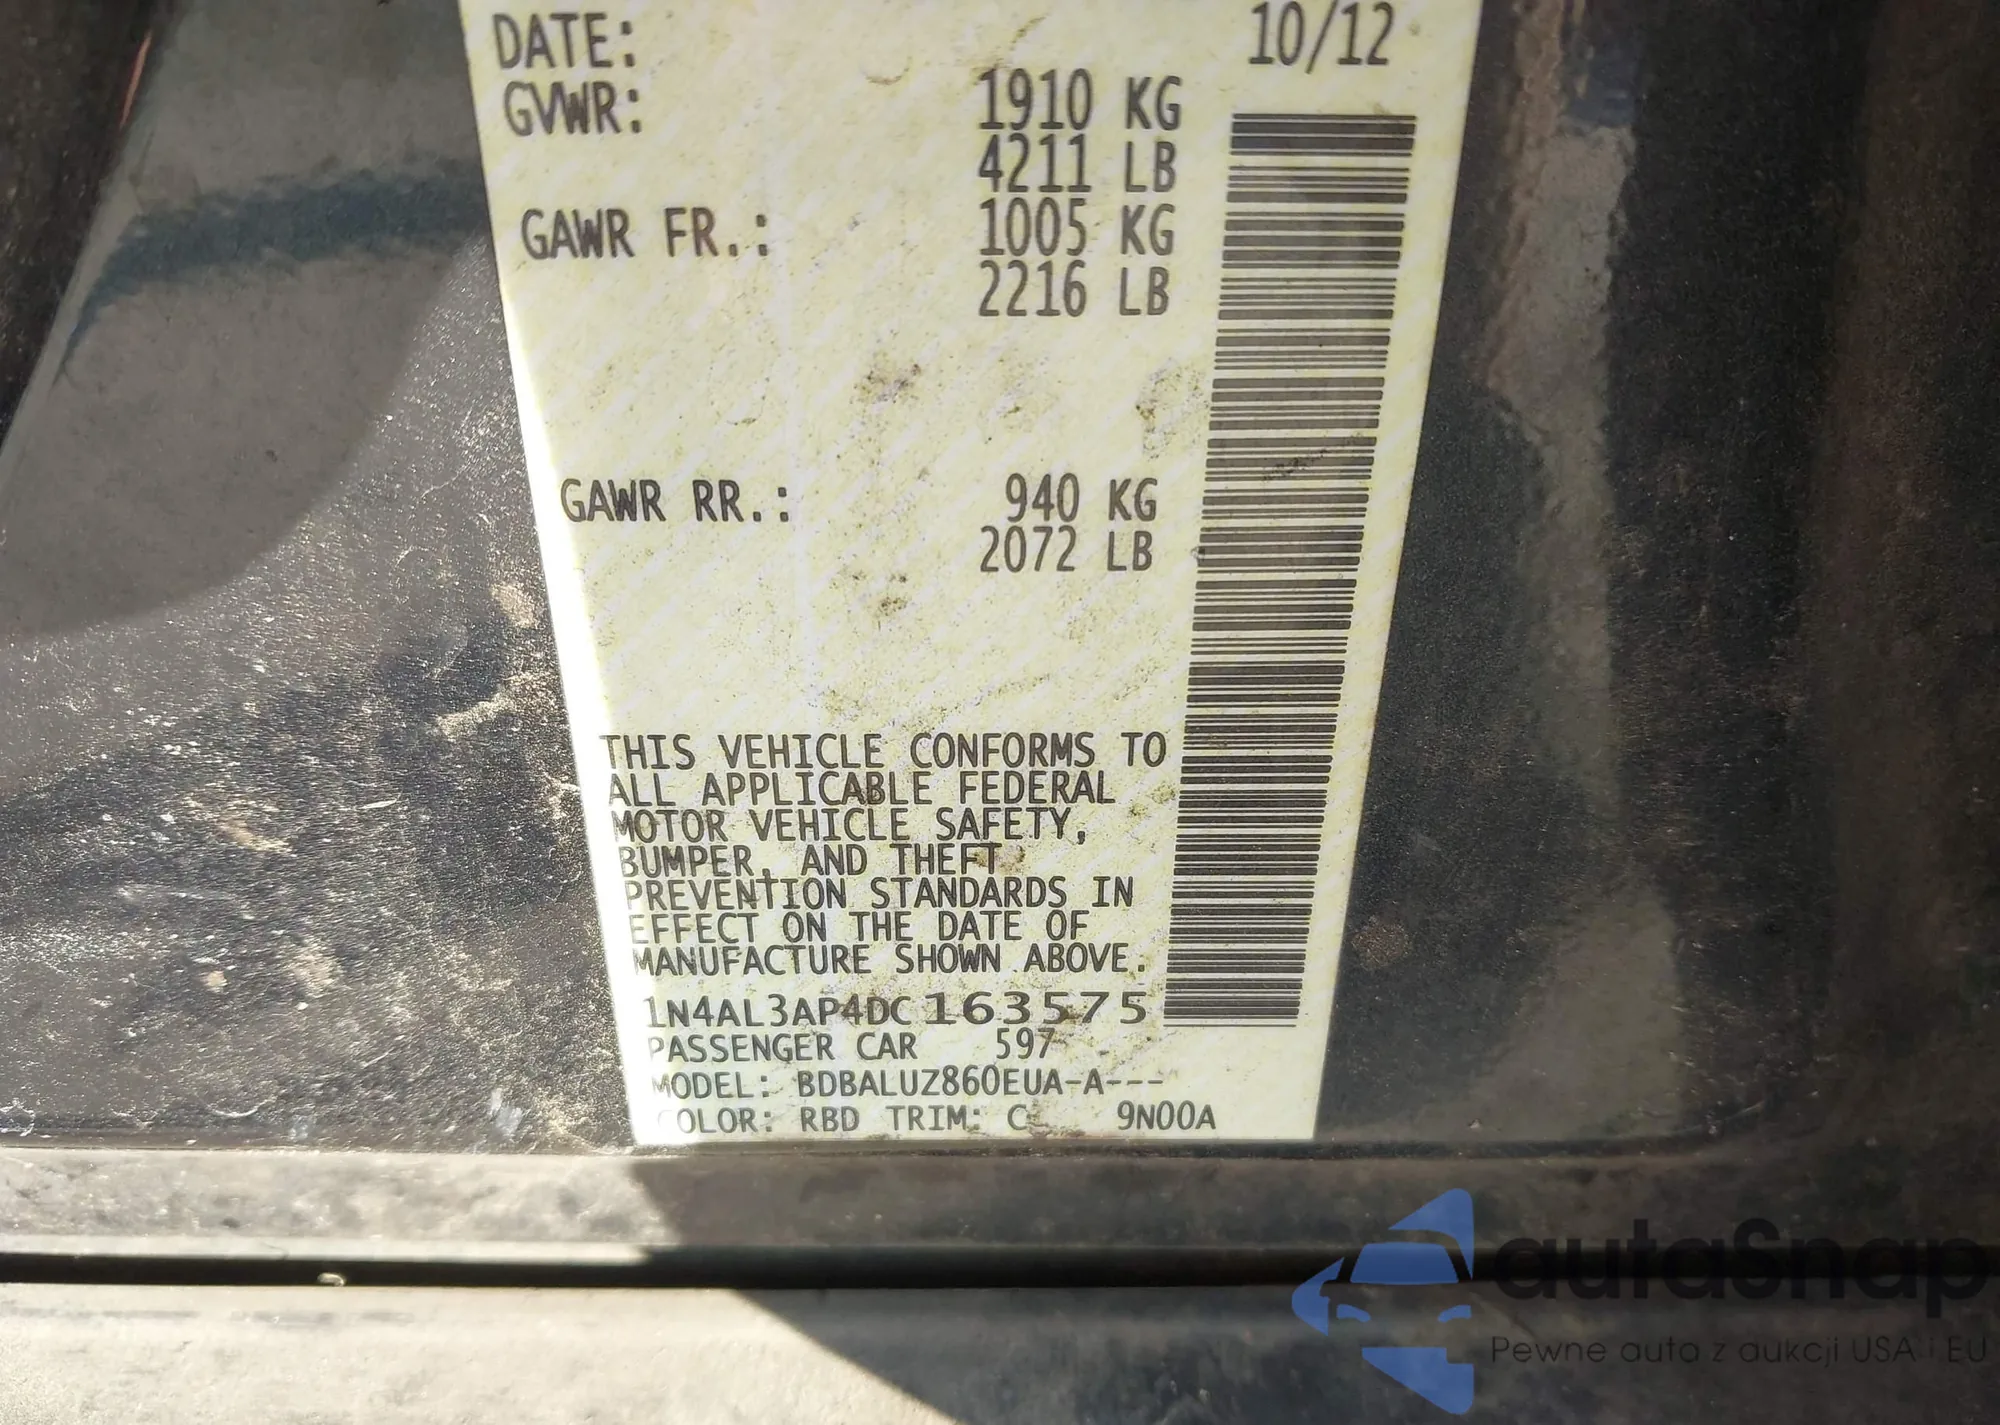 DATE: 10/12
GVWR: 1910 KG
4211 LB
GAWR FR.: 1005 KG
2216 LB
GAWR RR.: 940 KG
2072 LB
THIS VEHICLE CONFORMS TO
ALL APPLICABLE FEDERAL
MOTOR VEHICLE SAFETY,
BUMPER, AND THEFT
PREVENTION STANDARDS IN
EFFECT ON THE DATE OF
MANUFACTURE SHOWN ABOVE.
1N4AL3AP4DC163575
PASSENGER CAR 597
MODEL: BDBALUZ860EUA-A---
COLOR: RBD TRIM: C 9N00A
autaSnap
Pewne auta z aukcji USA i EU